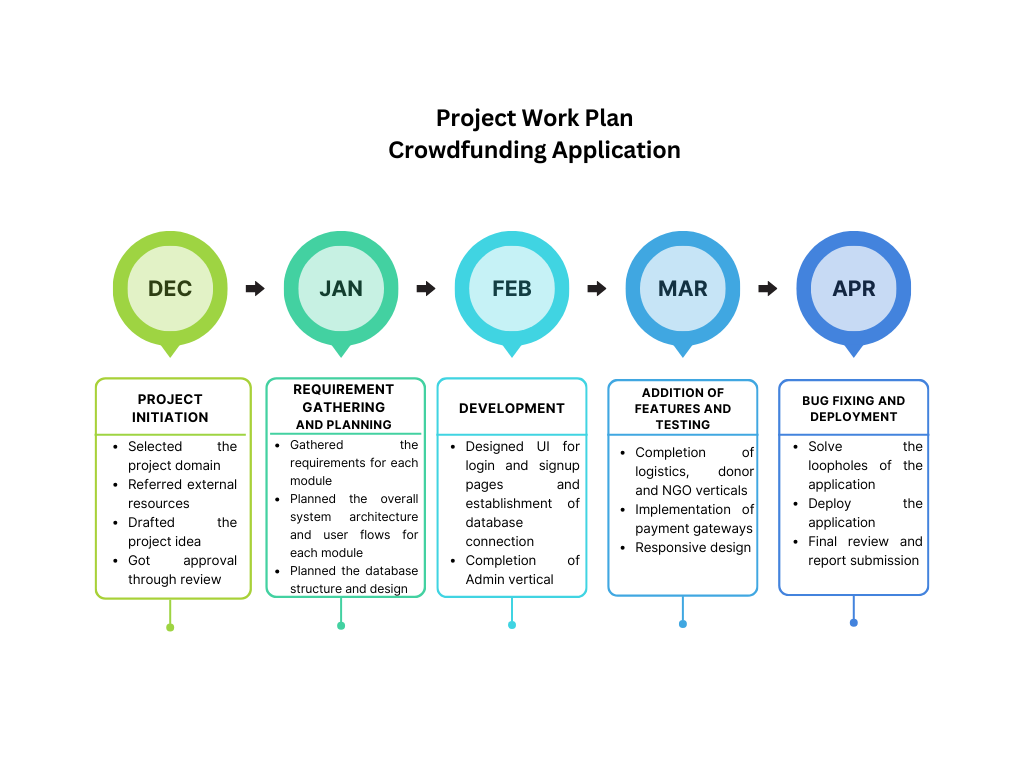 Project Work Plan
Crowdfunding Application
DEC
JAN
FEB
MAR
APR
PROJECT
INITIATION
• Selected the
project domain
• Referred external
resources
• Drafted the
project idea
• Got approval
through review
REQUIREMENT
GATHERING
AND PLANNING
• Gathered the
requirements for each
module
• Planned the overall
system architecture
and user flows for
each module
• Planned the database
structure and design
DEVELOPMENT
• Designed UI for
login and signup
pages and
establishment of
database
connection
• Completion of
Admin vertical
ADDITION OF
FEATURES AND
TESTING
• Completion of
logistics, donor
and NGO verticals
• Implementation of
payment gateways
• Responsive design
BUG FIXING AND
DEPLOYMENT
• Solve the
loopholes of the
application
• Deploy the
application
• Final review and
report submission